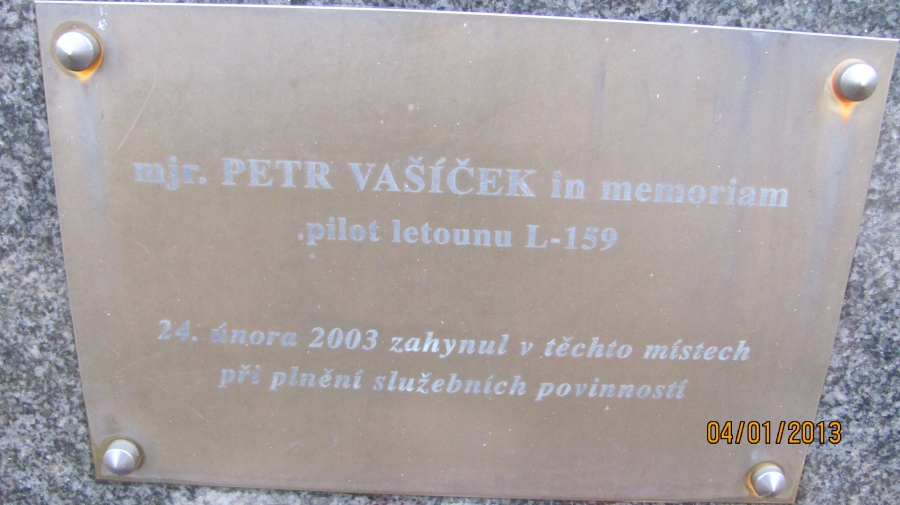 mjr. PETR VAŠÍČEK in memoriam
pilot letounu L-159
24. února 2003 zahynul v těchto místech
při plnění služebních povinností
04/01/2013